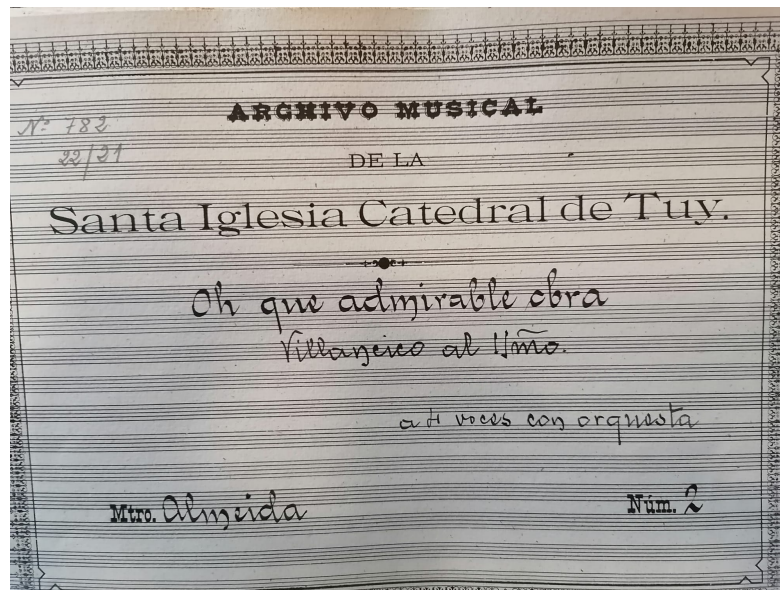 Nº 782
22/21
ARCHIVO MUSICAL
DE LA
Santa Iglesia Catedral de Tuy.
Oh que admirable obra
Villancico al Ssmõ.
a 4 voces con orquesta
Mtro. Almeida
Núm. 2